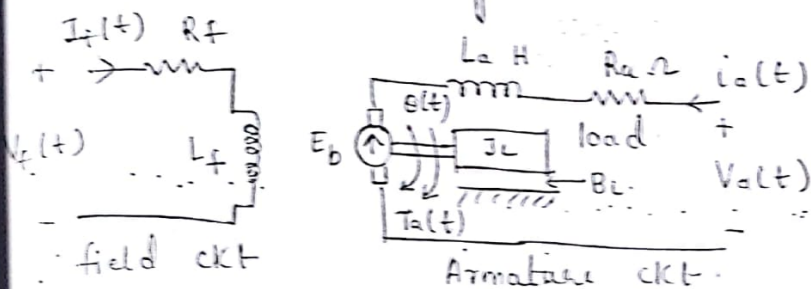 If(t) Rf
+
Vf(t)
Lf
-
field ckt
La H
Ra Ω
ia(t)
θ(t)
+
Eb
JL
load
Va(t)
BL
Ta(t)
-
Armature ckt.